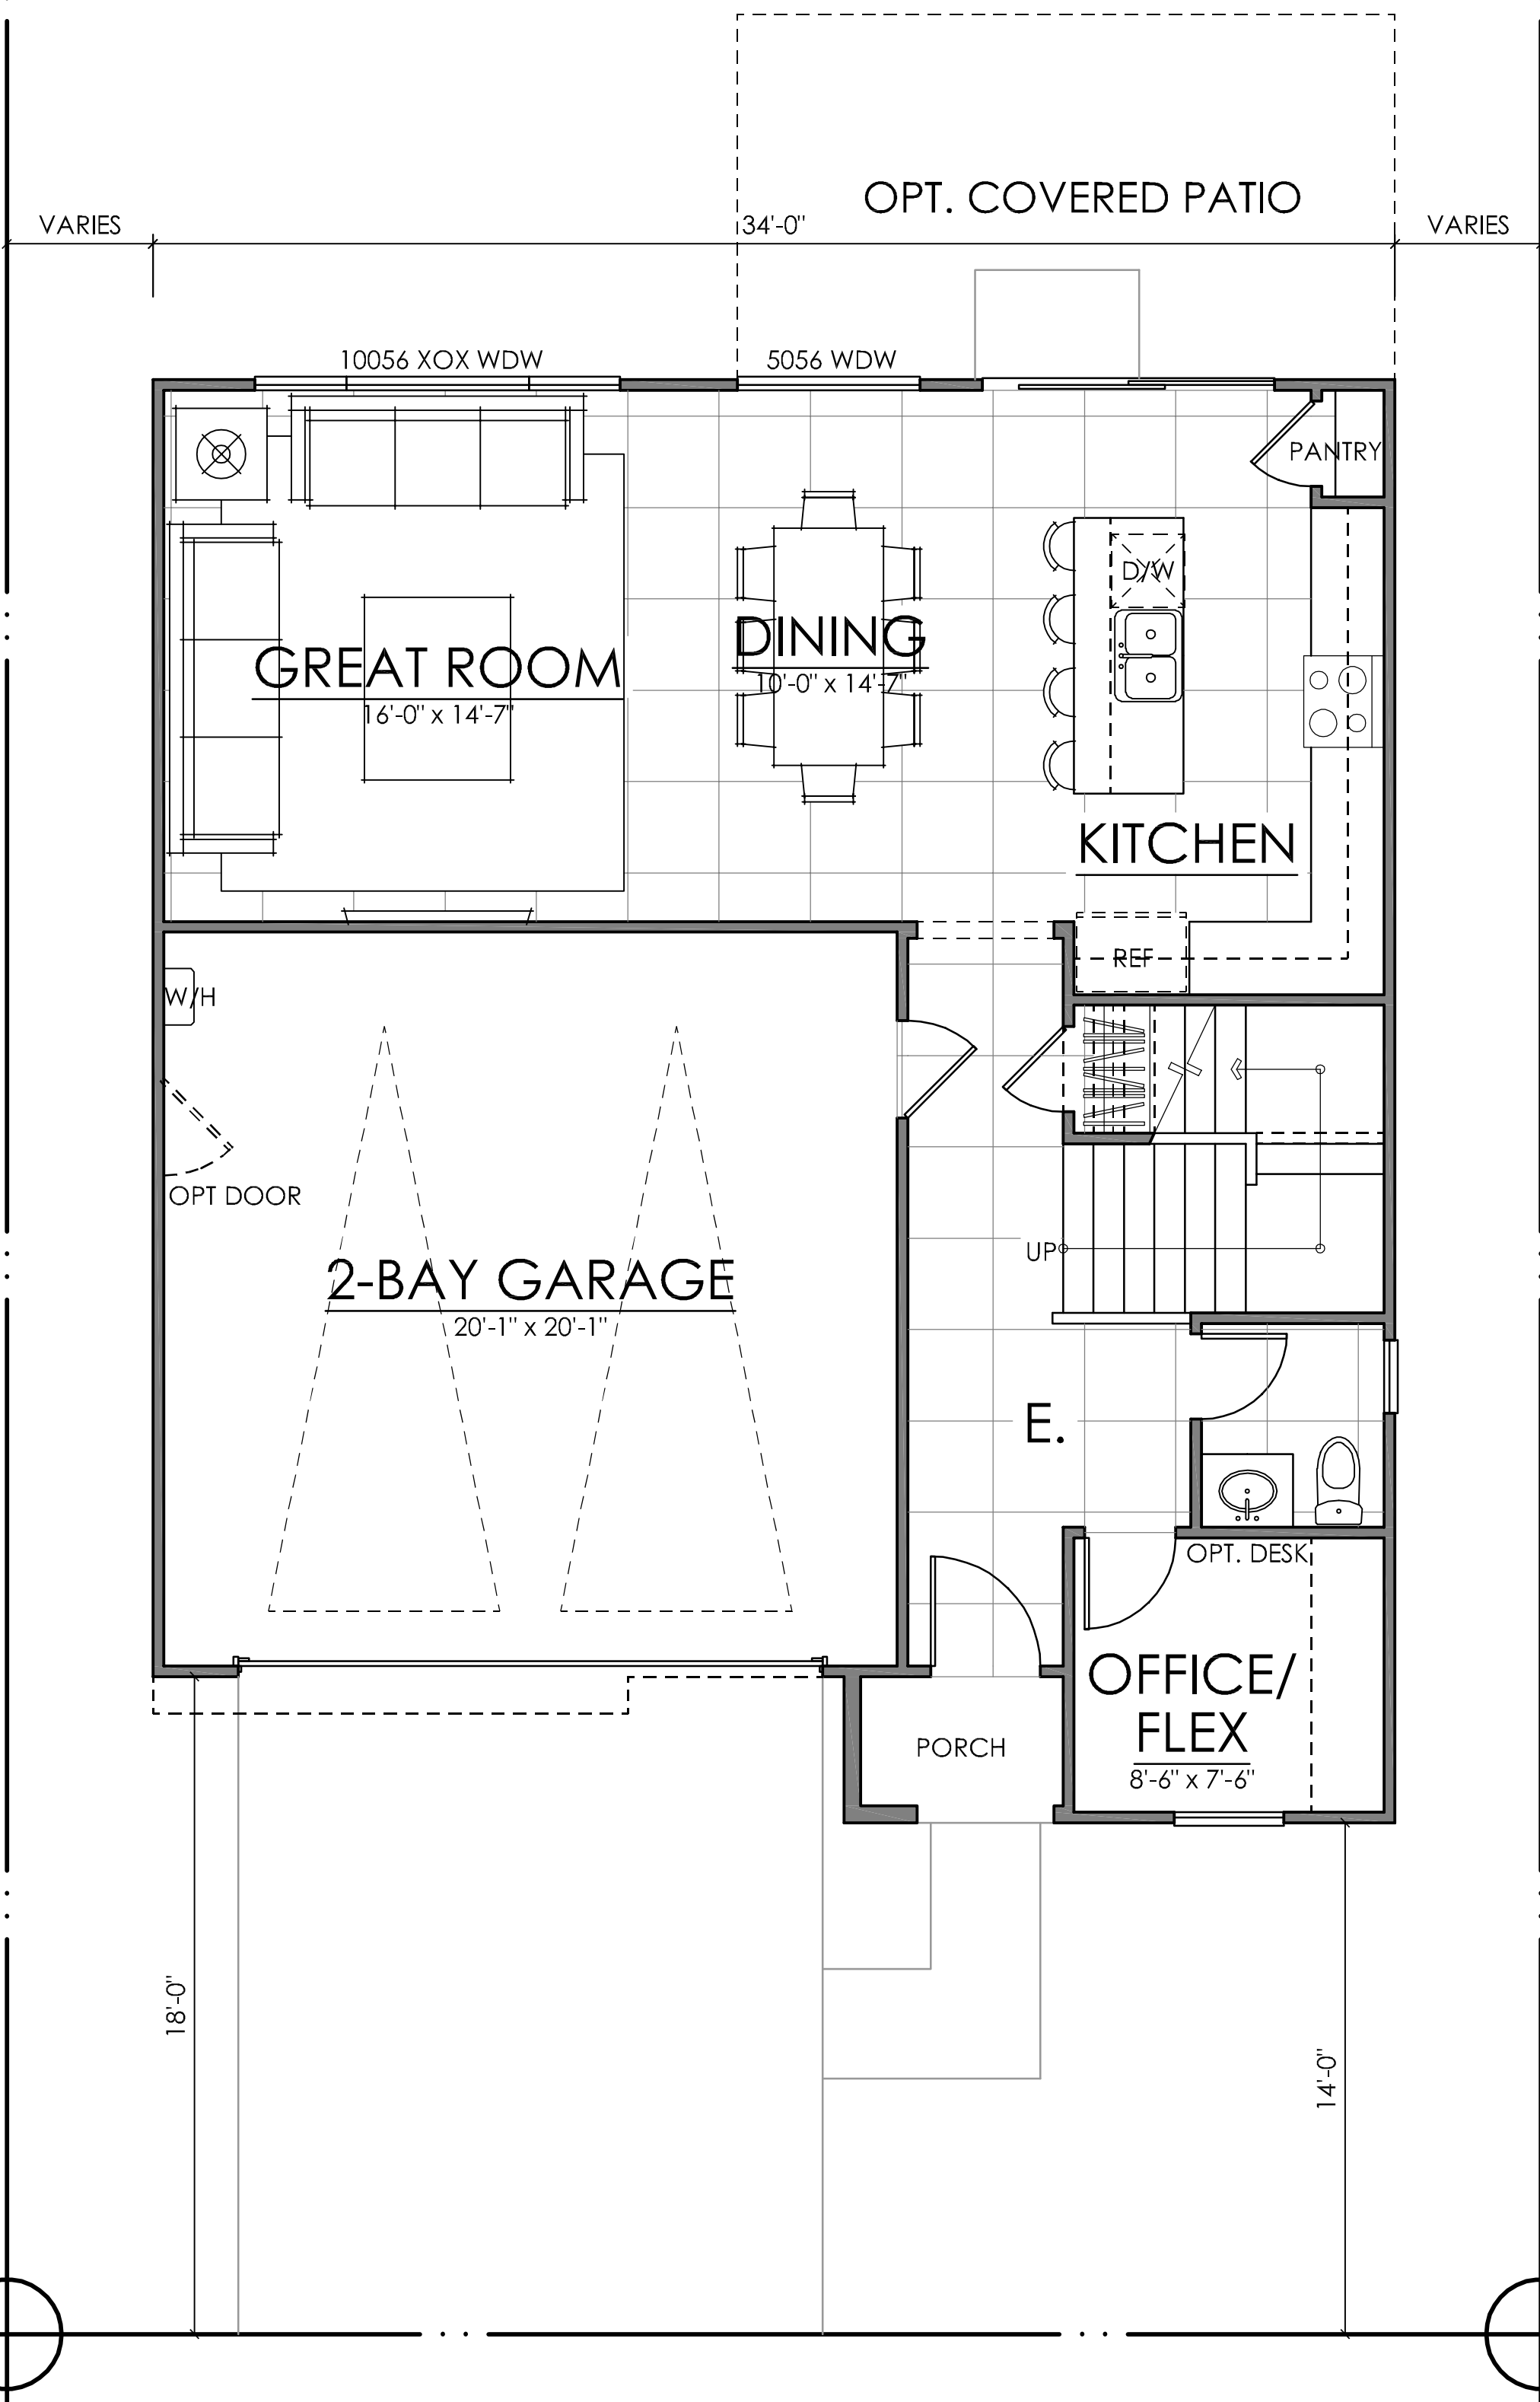 OPT. COVERED PATIO
VARIES
34'-0"
VARIES
10056 XOX WDW
5056 WDW
PANTRY
D/W
GREAT ROOM
16'-0" x 14'-7"
DINING
10'-0" x 14'-7"
KITCHEN
REF
W/H
OPT DOOR
UP
2-BAY GARAGE
20'-1" x 20'-1"
E.
OPT. DESK
OFFICE/
FLEX
8'-6" x 7'-6"
PORCH
18'-0"
14'-0"